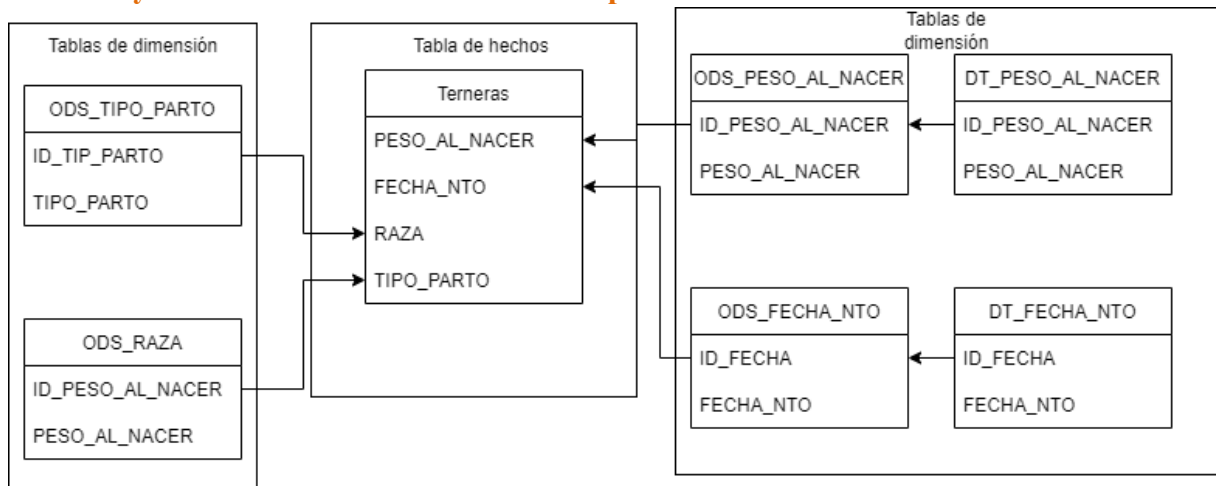 Tablas de dimensión
ODS_TIPO_PARTO
ID_TIP_PARTO
TIPO_PARTO
ODS_RAZA
ID_PESO_AL_NACER
PESO_AL_NACER
Tabla de hechos
Terneras
PESO_AL_NACER
FECHA_NTO
RAZA
TIPO_PARTO
Tablas de
dimensión
ODS_PESO_AL_NACER
ID_PESO_AL_NACER
PESO_AL_NACER
DT_PESO_AL_NACER
ID_PESO_AL_NACER
PESO_AL_NACER
ODS_FECHA_NTO
ID_FECHA
FECHA_NTO
DT_FECHA_NTO
ID_FECHA
FECHA_NTO